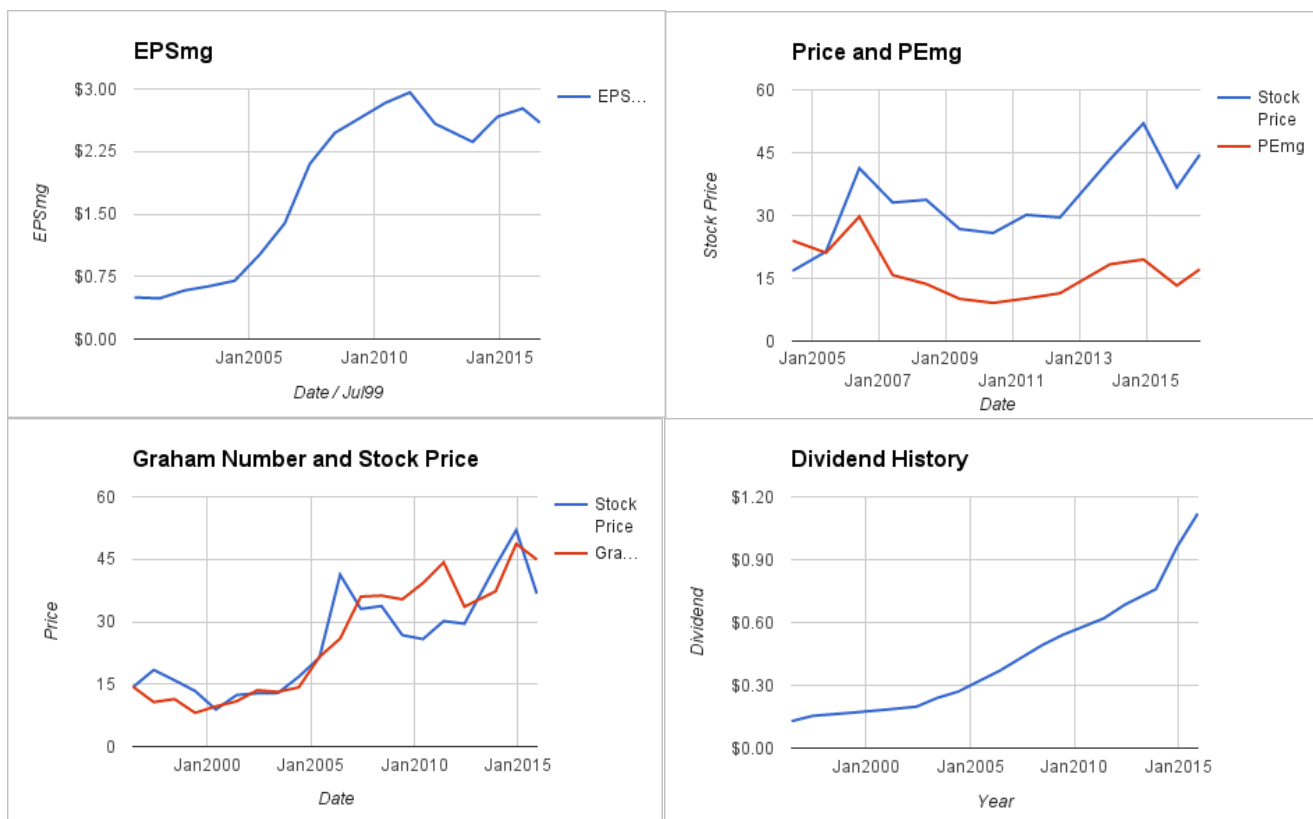 EPSmg
$3.00
$2.25
$1.50
$0.75
$0.00
EPSmg
Jan2005
Jan2010
Jan2015
Date / Jul99
EPS...
Price and PEmg
60
45
30
15
0
Stock Price
Jan2005
Jan2009
Jan2013
Jan2007
Jan2011
Jan2015
Date
Stock
Price
PEmg
Graham Number and Stock Price
60
45
30
15
0
Price
Jan2000
Jan2005
Jan2010
Jan2015
Date
Stock
Price
Gra...
Dividend History
$1.20
$0.90
$0.60
$0.30
$0.00
Dividend
Jan2000
Jan2005
Jan2010
Jan2015
Year